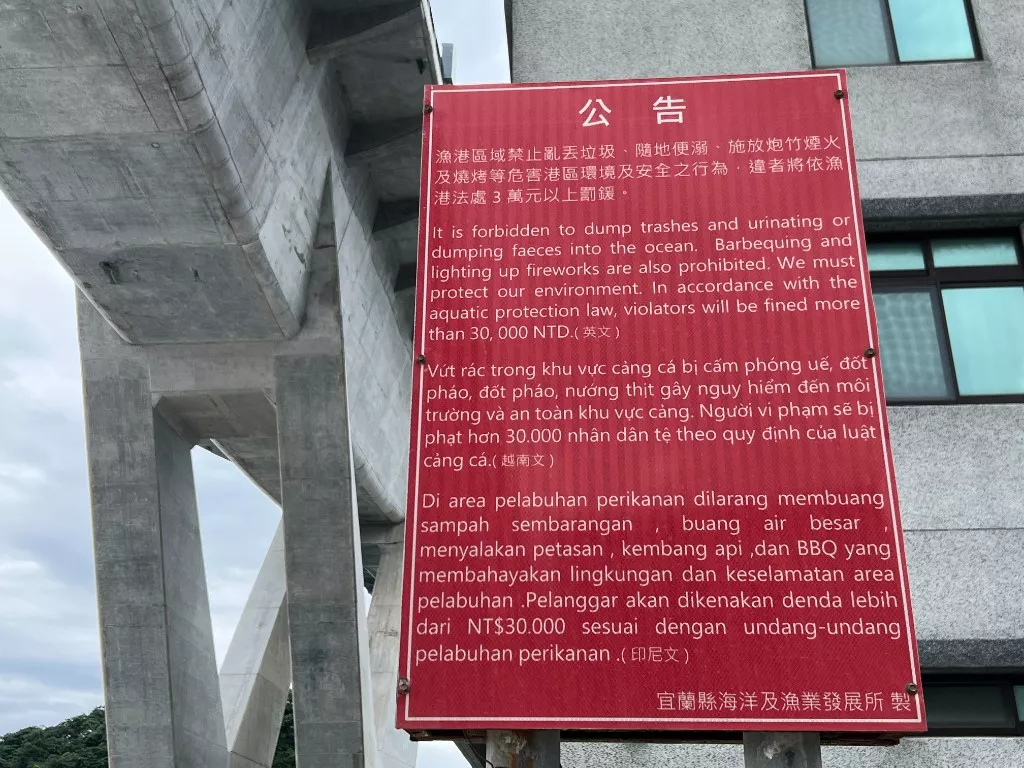 公 告
漁港區域禁止亂丟垃圾、隨地便溺、施放炮竹煙火
及燒烤等危害港區環境及安全之行為，違者將依漁
港法處 3 萬元以上罰鍰。
It is forbidden to dump trashes and urinating or
dumping faeces into the ocean. Barbequing and
lighting up fireworks are also prohibited. We must
protect our environment. In accordance with the
aquatic protection law, violators will be fined more
than 30, 000 NTD.( 英文 )
Vứt rác trong khu vực cảng cá bị cấm phóng uế, đốt
pháo, đốt pháo, nướng thịt gây nguy hiểm đến môi
trường và an toàn khu vực cảng. Người vi phạm sẽ bị
phạt hơn 30.000 nhân dân tệ theo quy định của luật
cảng cá.( 越南文 )
Di area pelabuhan perikanan dilarang membuang
sampah sembarangan , buang air besar ,
menyalakan petasan , kembang api ,dan BBQ yang
membahayakan lingkungan dan keselamatan area
pelabuhan .Pelanggar akan dikenakan denda lebih
dari NT$30.000 sesuai dengan undang-undang
pelabuhan perikanan .( 印尼文 )
宜蘭縣海洋及漁業發展所 製